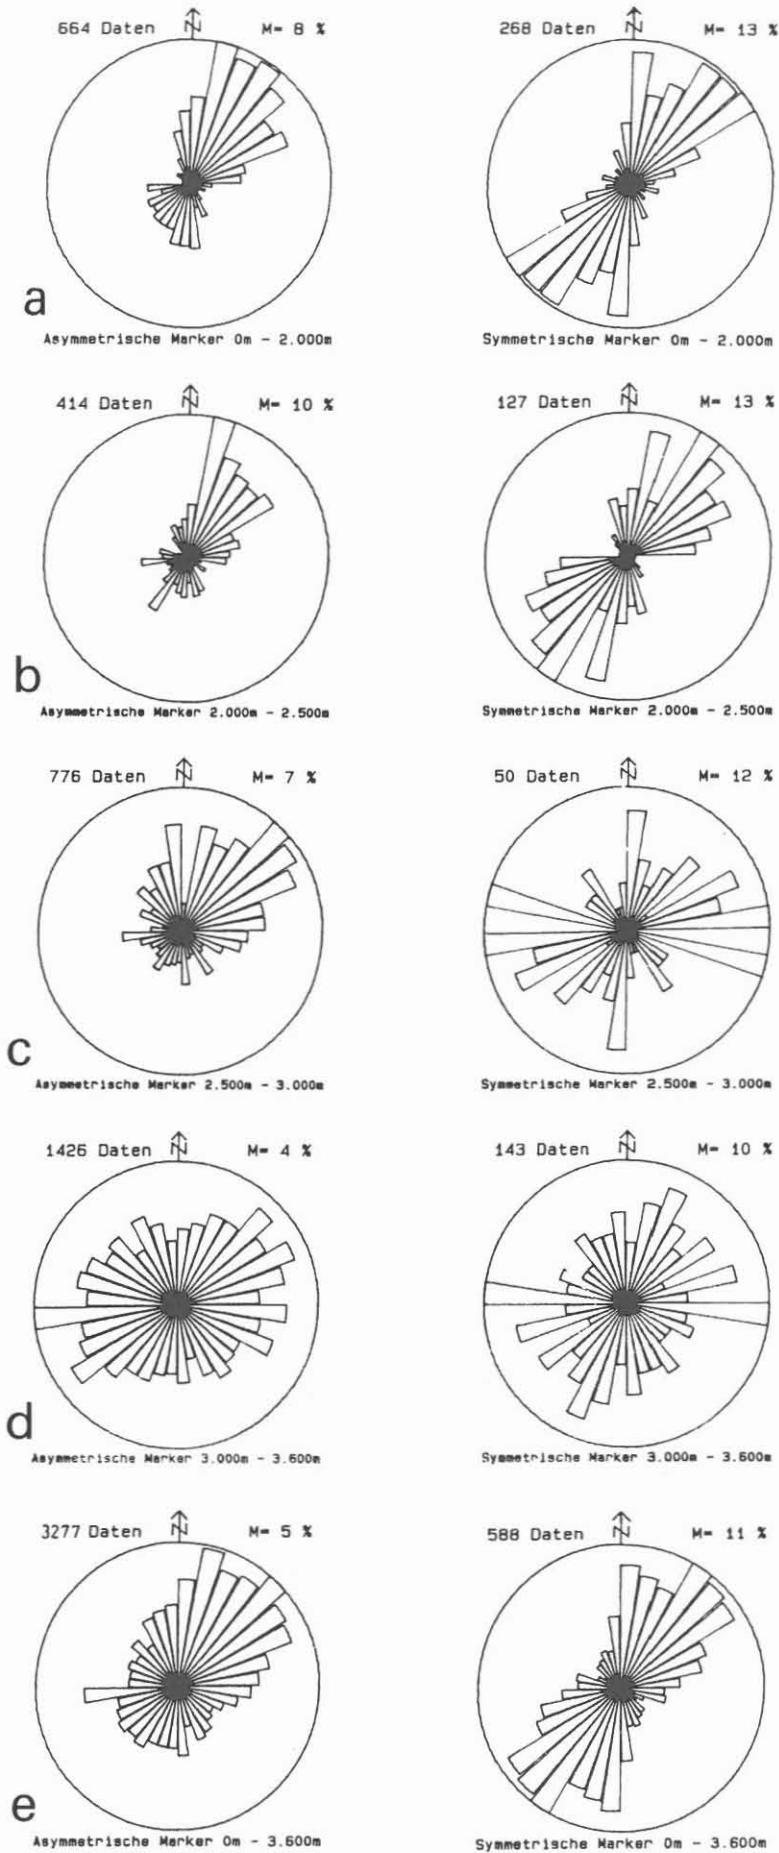 664 Daten N M= 8 %
268 Daten N M= 13 %
a
Asymmetrische Marker 0m - 2.000m
Symmetrische Marker 0m - 2.000m
414 Daten N M= 10 %
127 Daten N M= 13 %
b
Asymmetrische Marker 2.000m - 2.500m
Symmetrische Marker 2.000m - 2.500m
776 Daten N M= 7 %
50 Daten N M= 12 %
c
Asymmetrische Marker 2.500m - 3.000m
Symmetrische Marker 2.500m - 3.000m
1426 Daten N M= 4 %
143 Daten N M= 10 %
d
Asymmetrische Marker 3.000m - 3.600m
Symmetrische Marker 3.000m - 3.600m
3277 Daten N M= 5 %
588 Daten N M= 11 %
e
Asymmetrische Marker 0m - 3.600m
Symmetrische Marker 0m - 3.600m